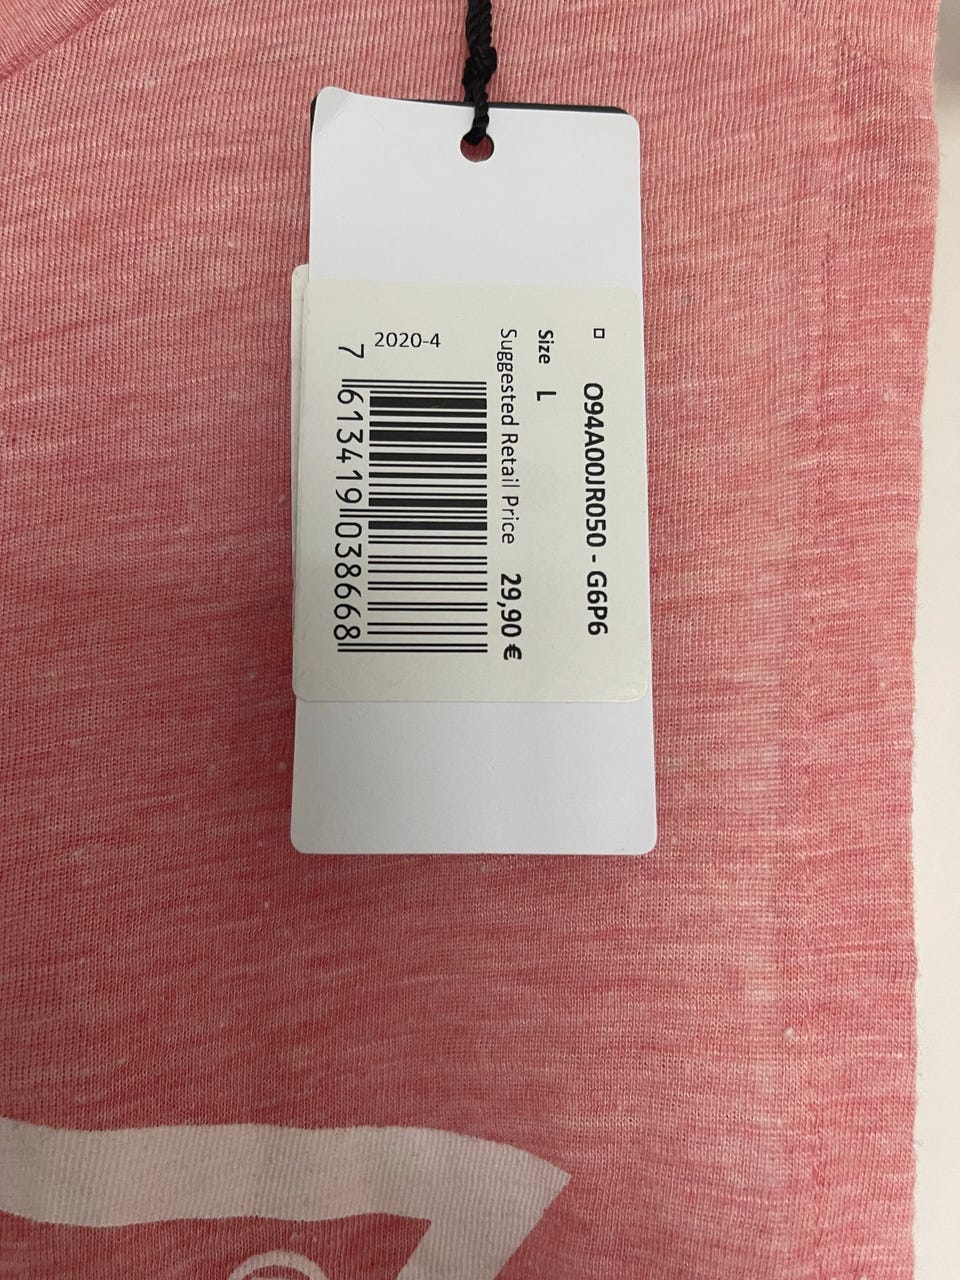 O94A00JR050 - G6P6
Size L
Suggested Retail Price 29,90 €
2020-4
7 613419 038668